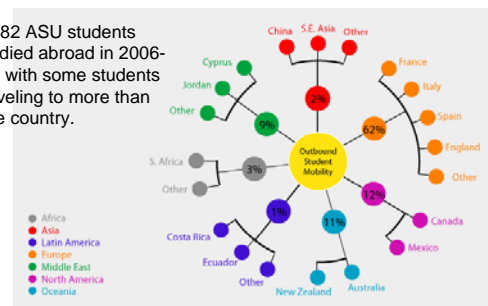 82 ASU students
died abroad in 2006-
with some students
veling to more than
e country.
China
S.E. Asia
Other
Cyprus
Jordan
Other
2%
9%
62%
France
Italy
Spain
England
Other
S. Africa
Other
3%
Outbound
Student
Mobility
12%
Canada
Mexico
1%
11%
Costa Rica
Ecuador
Other
New Zealand
Australia
Africa
Asia
Latin America
Europe
Middle East
North America
Oceania